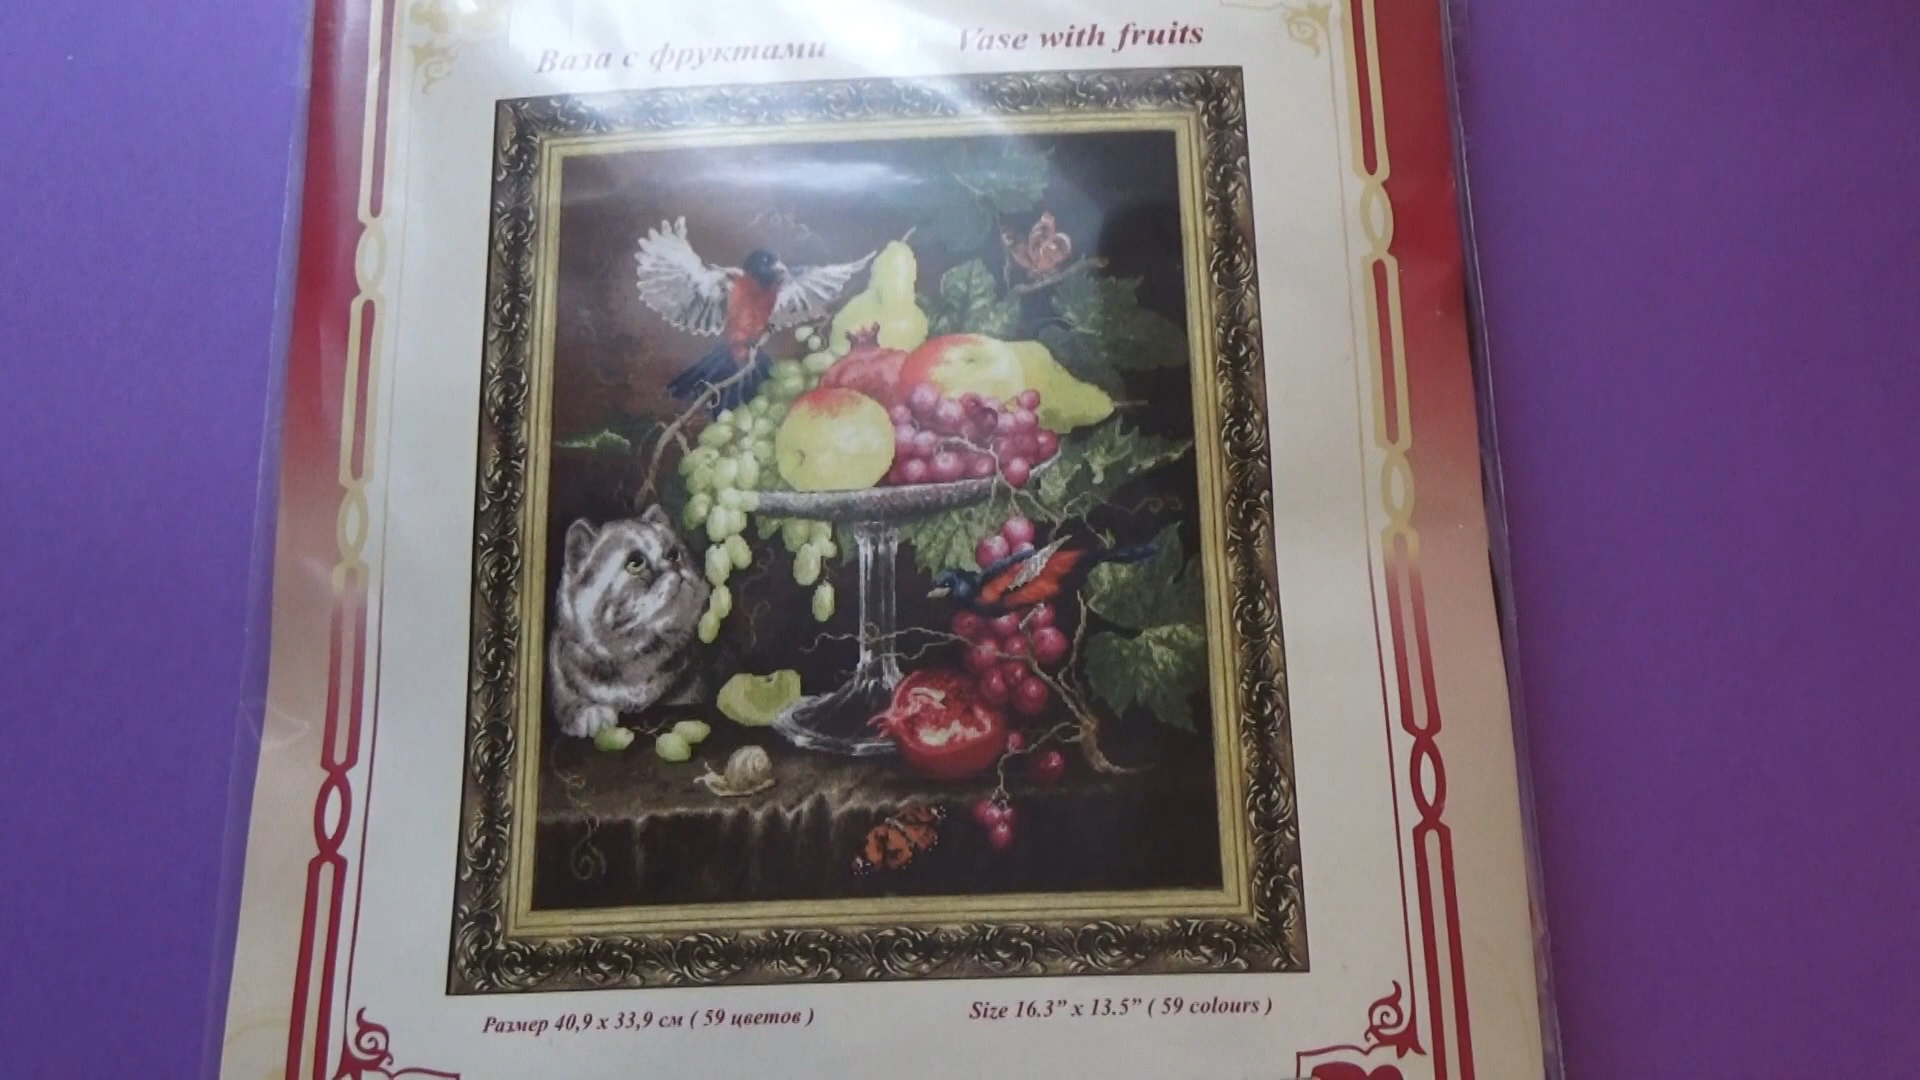 Ваза с фруктами
Vase with fruits
Размер 40,9 x 33,9 см ( 59 цветов )
Size 16.3” x 13.5” ( 59 colours )